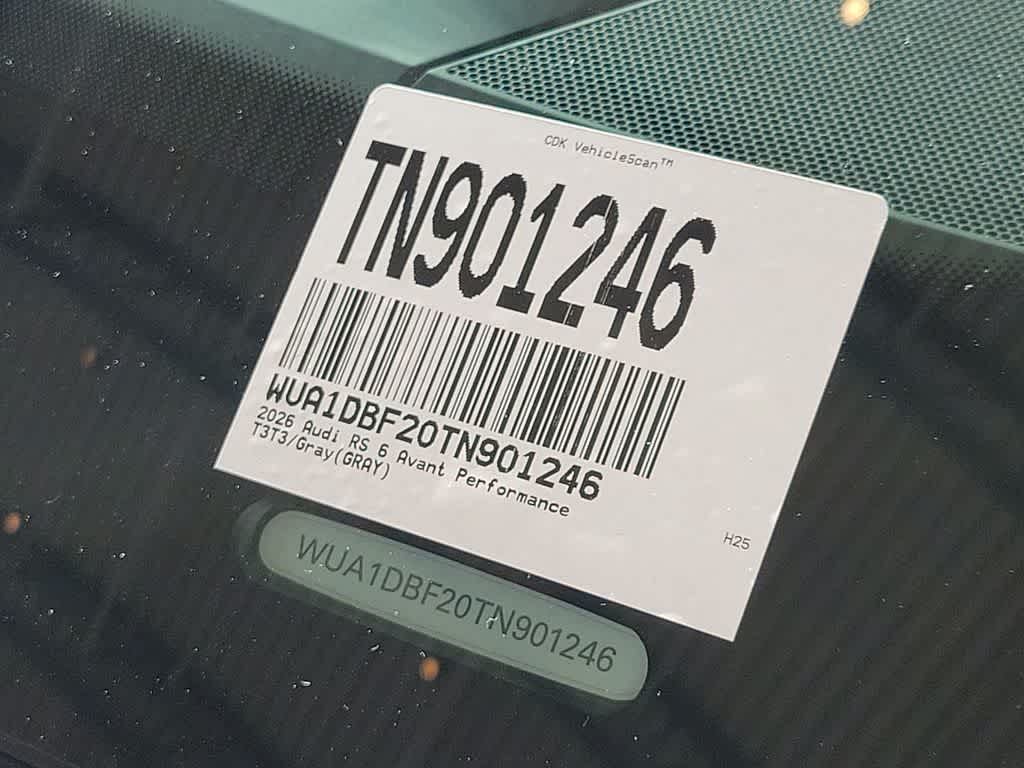 CDK VehicleScan™
TN901246
WUA1DBF20TN901246
2026 Audi RS 6 Avant Performance
T3T3/Gray(GRAY)
H25
WUA1DBF20TN901246